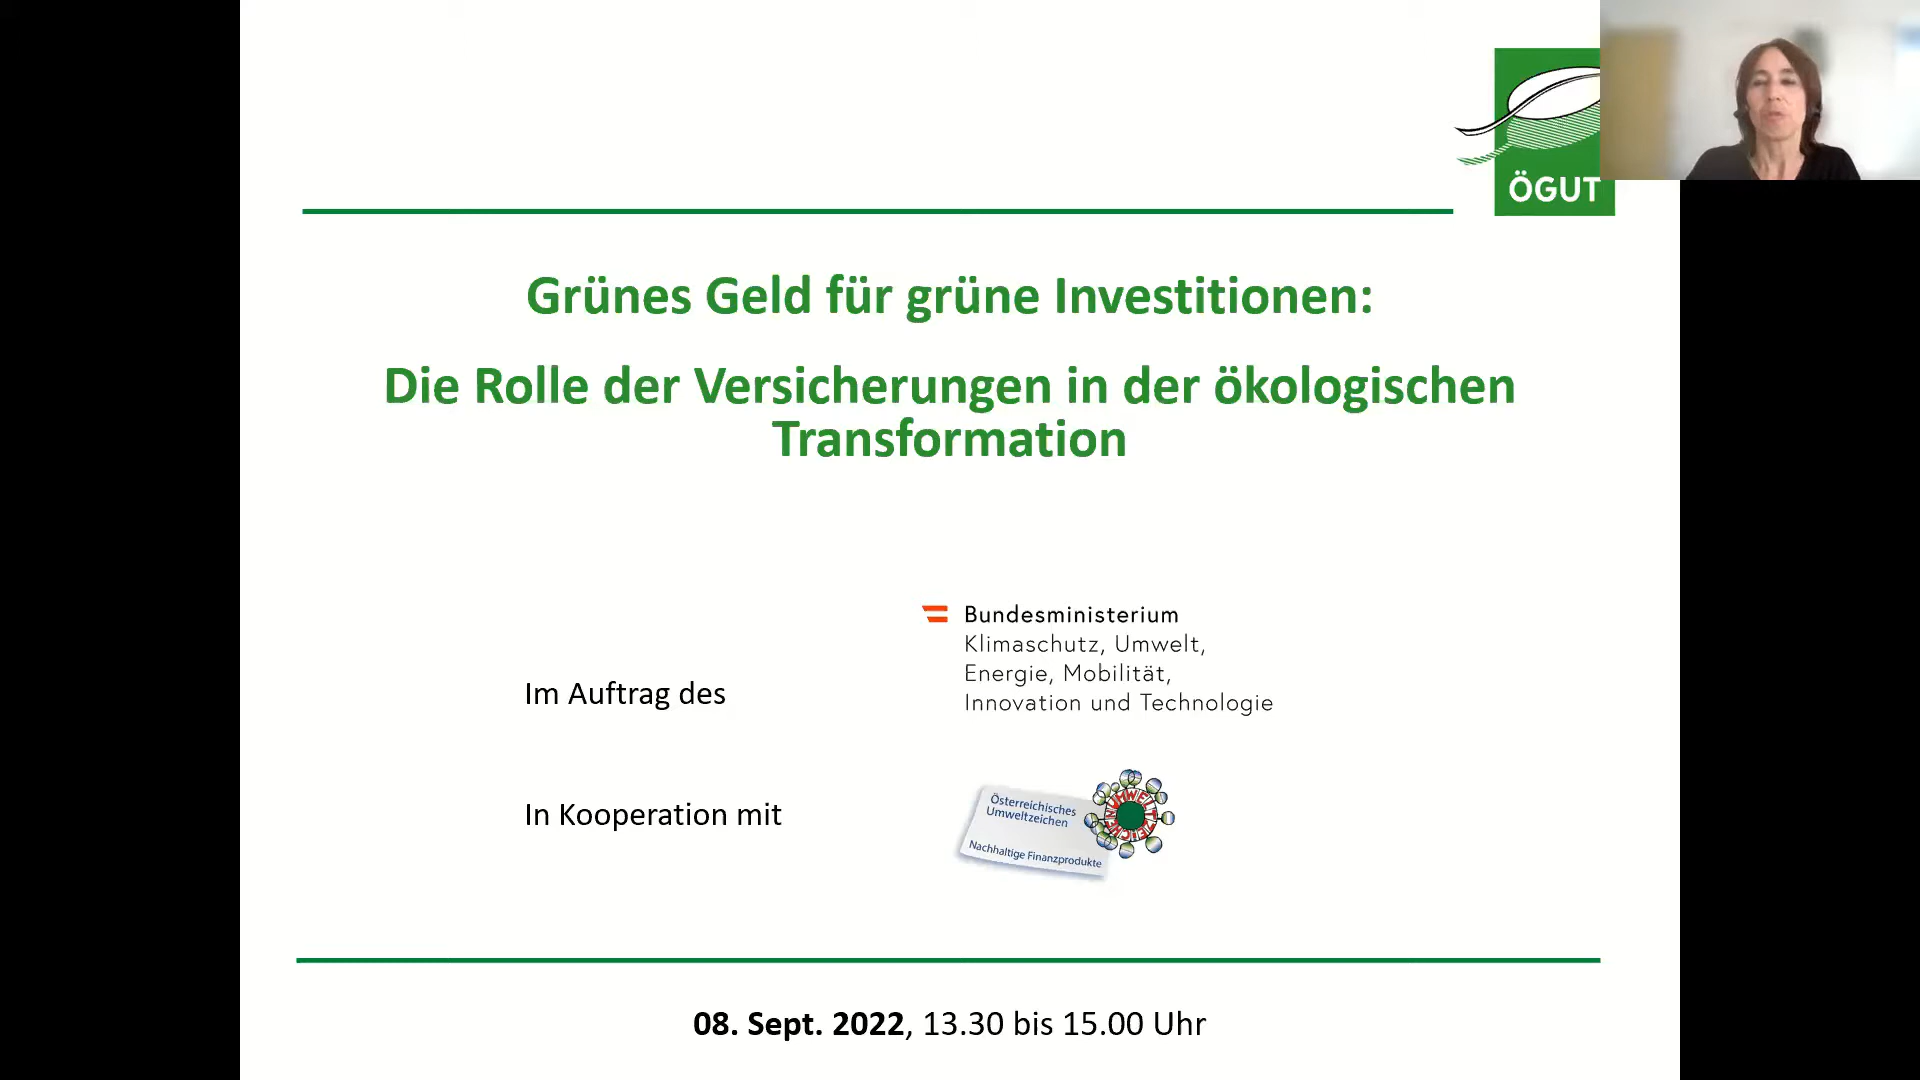 ÖGUT
Grünes Geld für grüne Investitionen:
Die Rolle der Versicherungen in der ökologischen
Transformation
Bundesministerium
Klimaschutz, Umwelt,
Energie, Mobilität,
Innovation und Technologie
Im Auftrag des
In Kooperation mit
Österreichisches
Umweltzeichen
Nachhaltige Finanzprodukte
UMWELTZEICHEN
08. Sept. 2022, 13.30 bis 15.00 Uhr